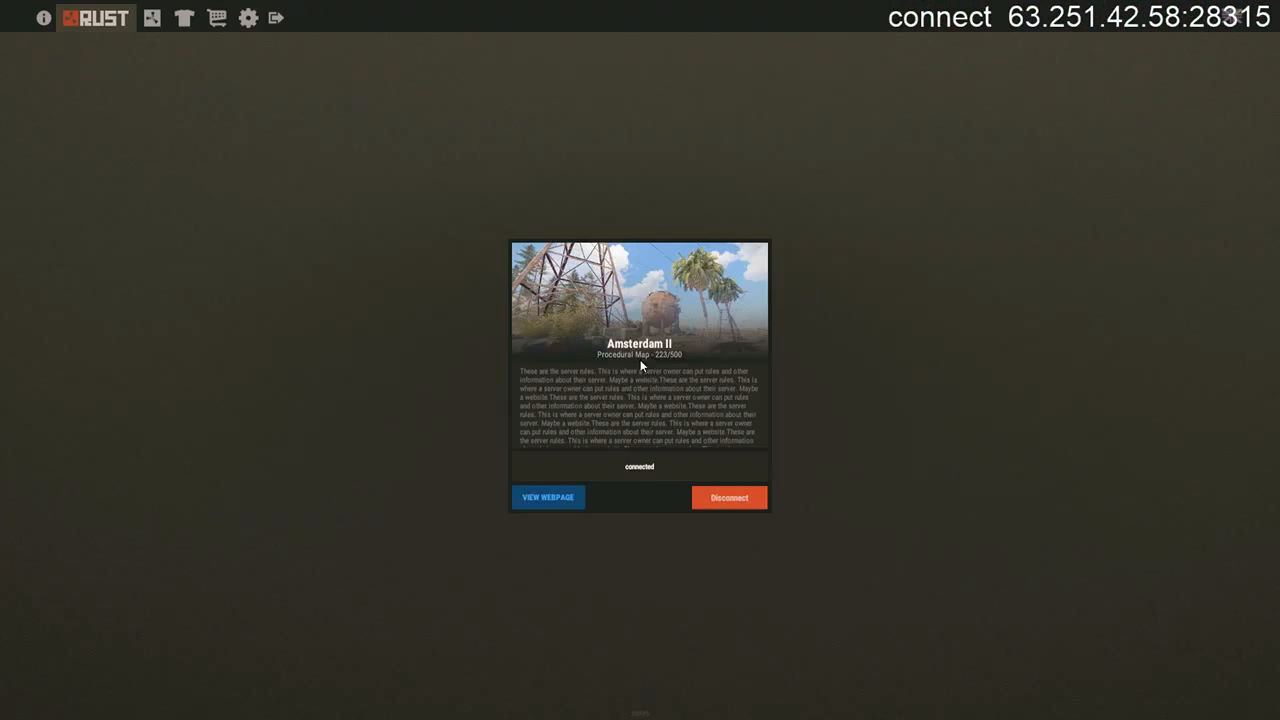 RUST
connect 63.251.42.58:28315
Amsterdam II
Procedural Map - 223/500
These are the server rules. This is where a server owner can put rules and other
information about their server. Maybe a website.These are the server rules. This is
where a server owner can put rules and other information about their server. Maybe
a website.These are the server rules. This is where a server owner can put rules
and other information about their server. Maybe a website.These are the server
rules. This is where a server owner can put rules and other information about their
server. Maybe a website.These are the server rules. This is where a server owner
can put rules and other information about their server. Maybe a website.These are
the server rules. This is where a server owner can put rules and other information
connected
VIEW WEBPAGE
Disconnect